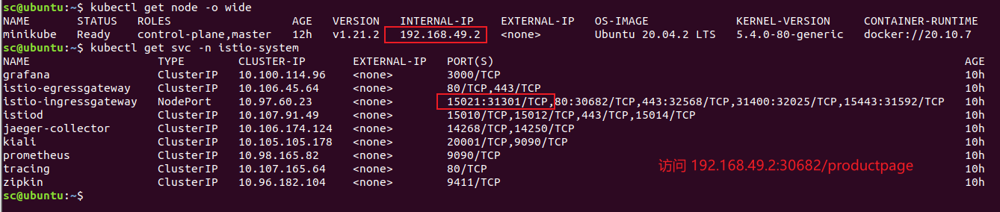 sc@ubuntu:~$ kubectl get node -o wide
NAME STATUS ROLES AGE VERSION INTERNAL-IP EXTERNAL-IP OS-IMAGE KERNEL-VERSION CONTAINER-RUNTIME
minikube Ready control-plane,master 12h v1.21.2 192.168.49.2 <none> Ubuntu 20.04.2 LTS 5.4.0-80-generic docker://20.10.7
sc@ubuntu:~$ kubectl get svc -n istio-system
NAME TYPE CLUSTER-IP EXTERNAL-IP PORT(S) AGE
grafana ClusterIP 10.100.114.96 <none> 3000/TCP 10h
istio-egressgateway ClusterIP 10.106.45.64 <none> 80/TCP,443/TCP 10h
istio-ingressgateway NodePort 10.97.60.23 <none> 15021:31301/TCP,80:30682/TCP,443:32568/TCP,31400:32025/TCP,15443:31592/TCP 10h
istiod ClusterIP 10.107.91.49 <none> 15010/TCP,15012/TCP,443/TCP,15014/TCP 10h
jaeger-collector ClusterIP 10.106.174.124 <none> 14268/TCP,14250/TCP 10h
kiali ClusterIP 10.105.105.178 <none> 20001/TCP,9090/TCP 10h
prometheus ClusterIP 10.98.165.82 <none> 9090/TCP 10h
tracing ClusterIP 10.107.165.64 <none> 80/TCP 10h
访问 192.168.49.2:30682/productpage
zipkin ClusterIP 10.96.182.104 <none> 9411/TCP 10h
sc@ubuntu:~$